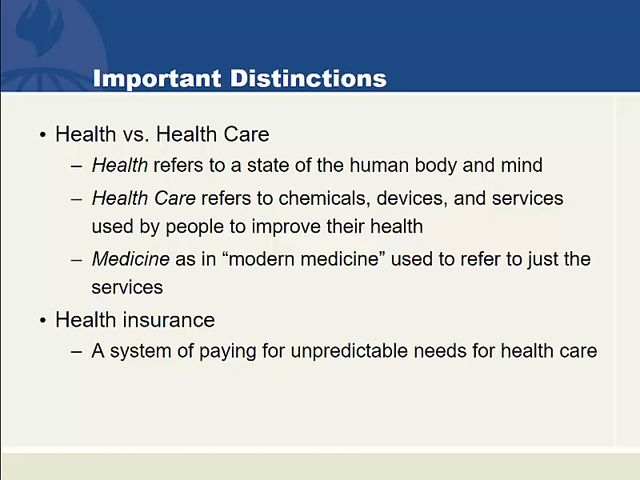 Important Distinctions
• Health vs. Health Care
– Health refers to a state of the human body and mind
– Health Care refers to chemicals, devices, and services
used by people to improve their health
– Medicine as in “modern medicine” used to refer to just the
services
• Health insurance
– A system of paying for unpredictable needs for health care